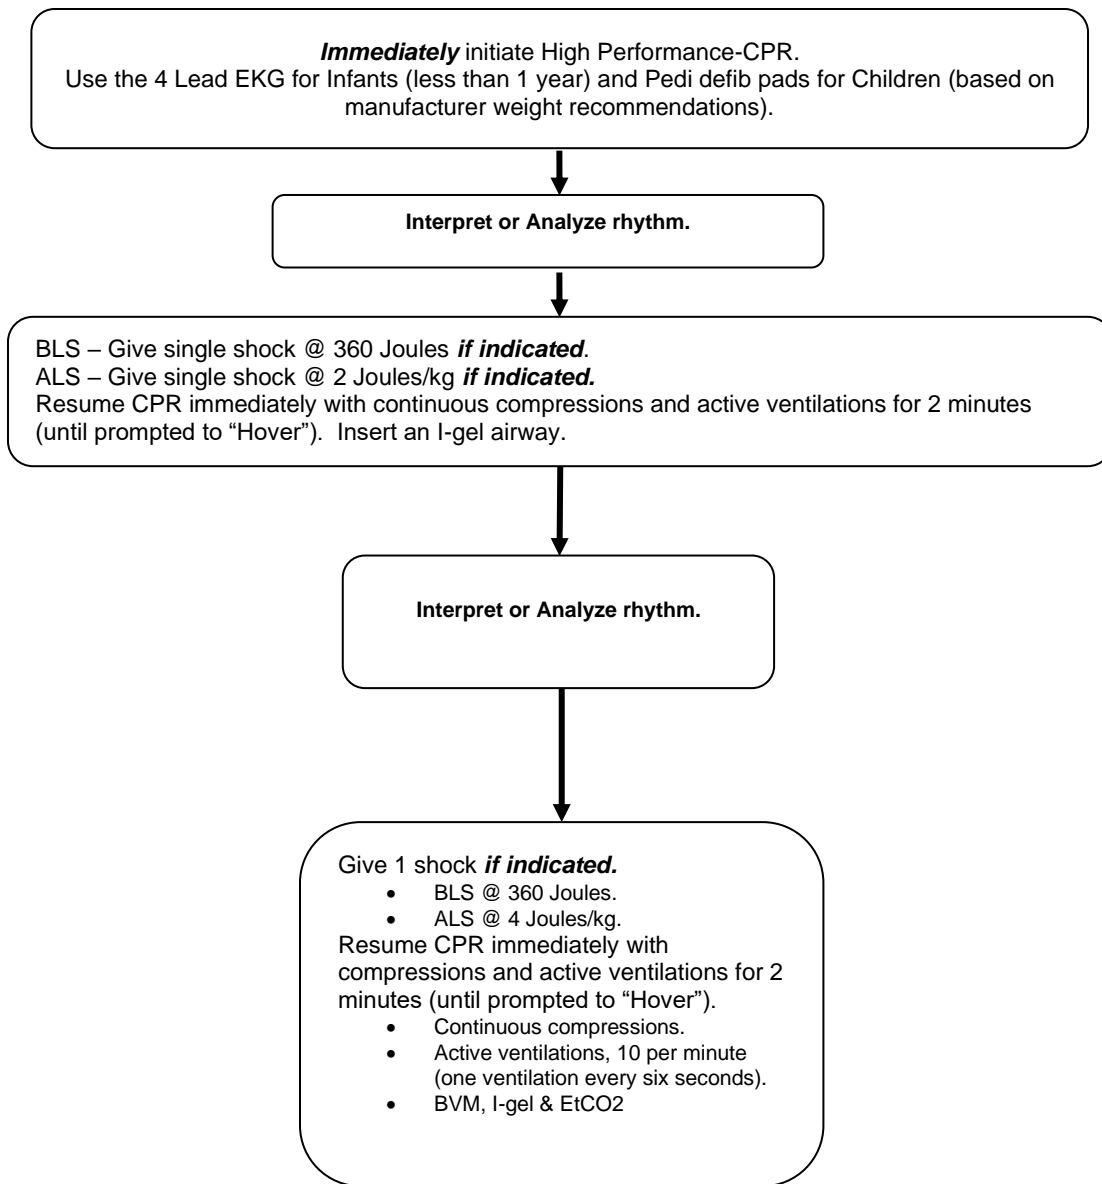 Immediately initiate High Performance-CPR.
Use the 4 Lead EKG for Infants (less than 1 year) and Pedi defib pads for Children (based on
manufacturer weight recommendations).
Interpret or Analyze rhythm.
BLS – Give single shock @ 360 Joules if indicated.
ALS – Give single shock @ 2 Joules/kg if indicated.
Resume CPR immediately with continuous compressions and active ventilations for 2 minutes
(until prompted to “Hover”). Insert an I-gel airway.
Interpret or Analyze rhythm.
Give 1 shock if indicated.
• BLS @ 360 Joules.
• ALS @ 4 Joules/kg.
Resume CPR immediately with
compressions and active ventilations for 2
minutes (until prompted to “Hover”).
• Continuous compressions.
• Active ventilations, 10 per minute
(one ventilation every six seconds).
• BVM, I-gel & EtCO2